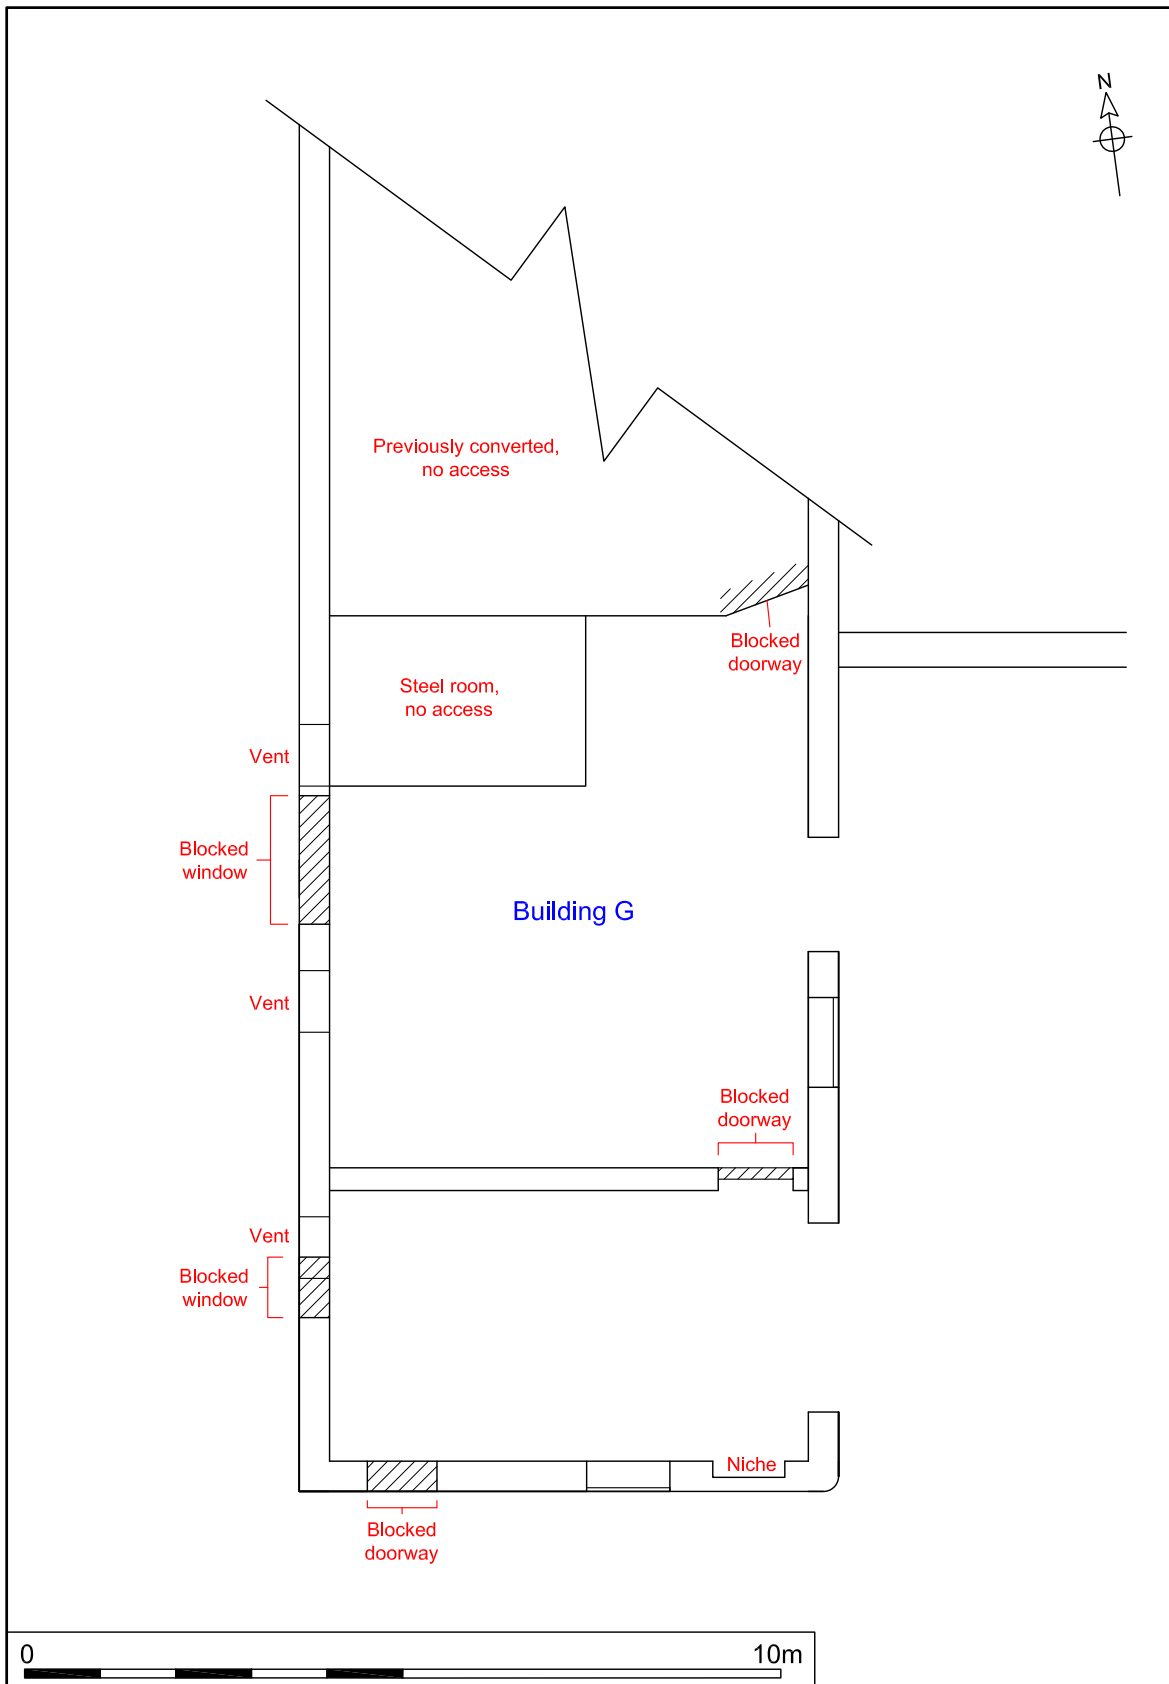 N
Previously converted,
no access
Blocked
doorway
Steel room,
no access
Vent
Blocked
window
Building G
Vent
Blocked
doorway
Vent
Blocked
window
Niche
Blocked
doorway
0
10m